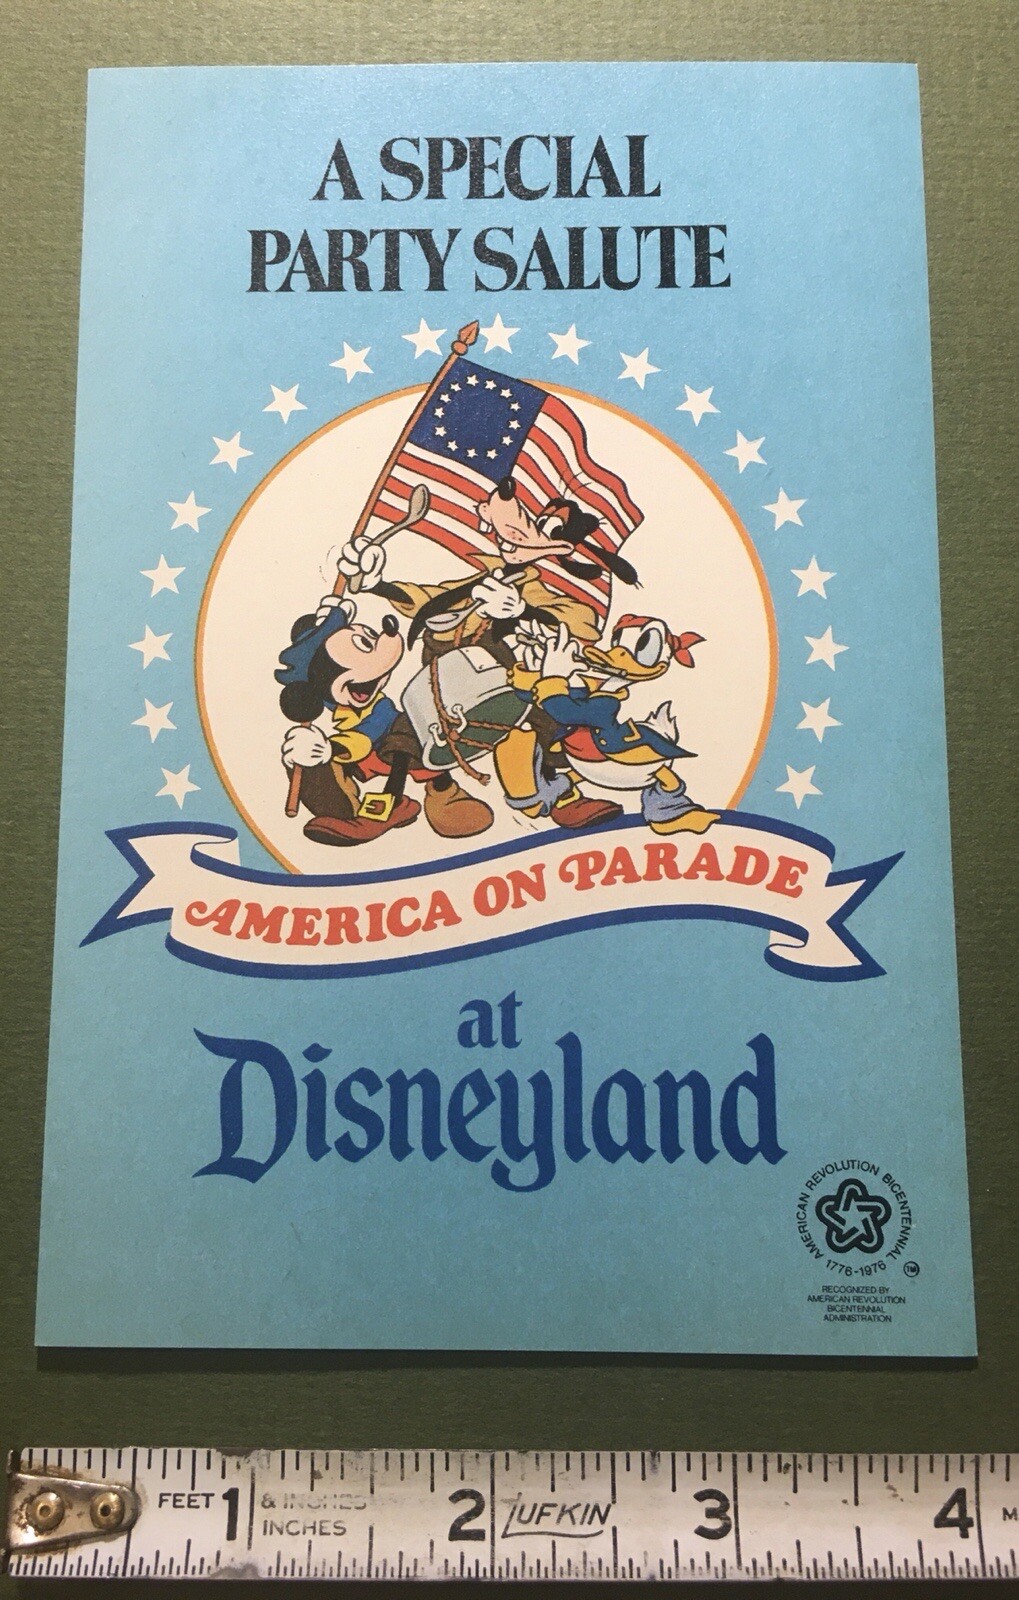 A SPECIAL
PARTY SALUTE
AMERICA ON PARADE
at
Disneyland
AMERICAN REVOLUTION BICENTENNIAL
1776-1976
TM
RECOGNIZED BY
AMERICAN REVOLUTION
BICENTENNIAL
ADMINISTRATION
FEET 1 & INCHES 2 LUFKIN 3 4 M
INCHES